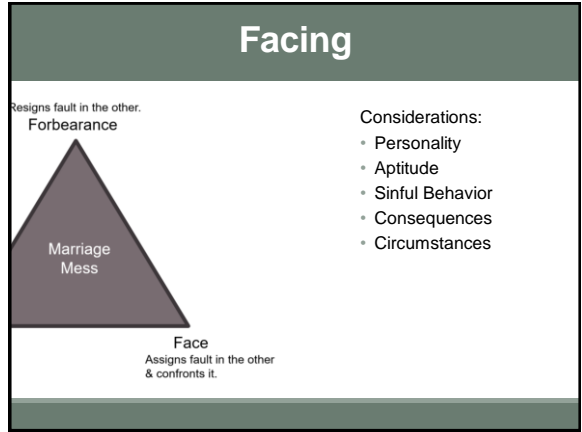 Facing
Resigns fault in the other.
Forbearance
Marriage
Mess
Face
Assigns fault in the other
& confronts it.
Considerations:
• Personality
• Aptitude
• Sinful Behavior
• Consequences
• Circumstances